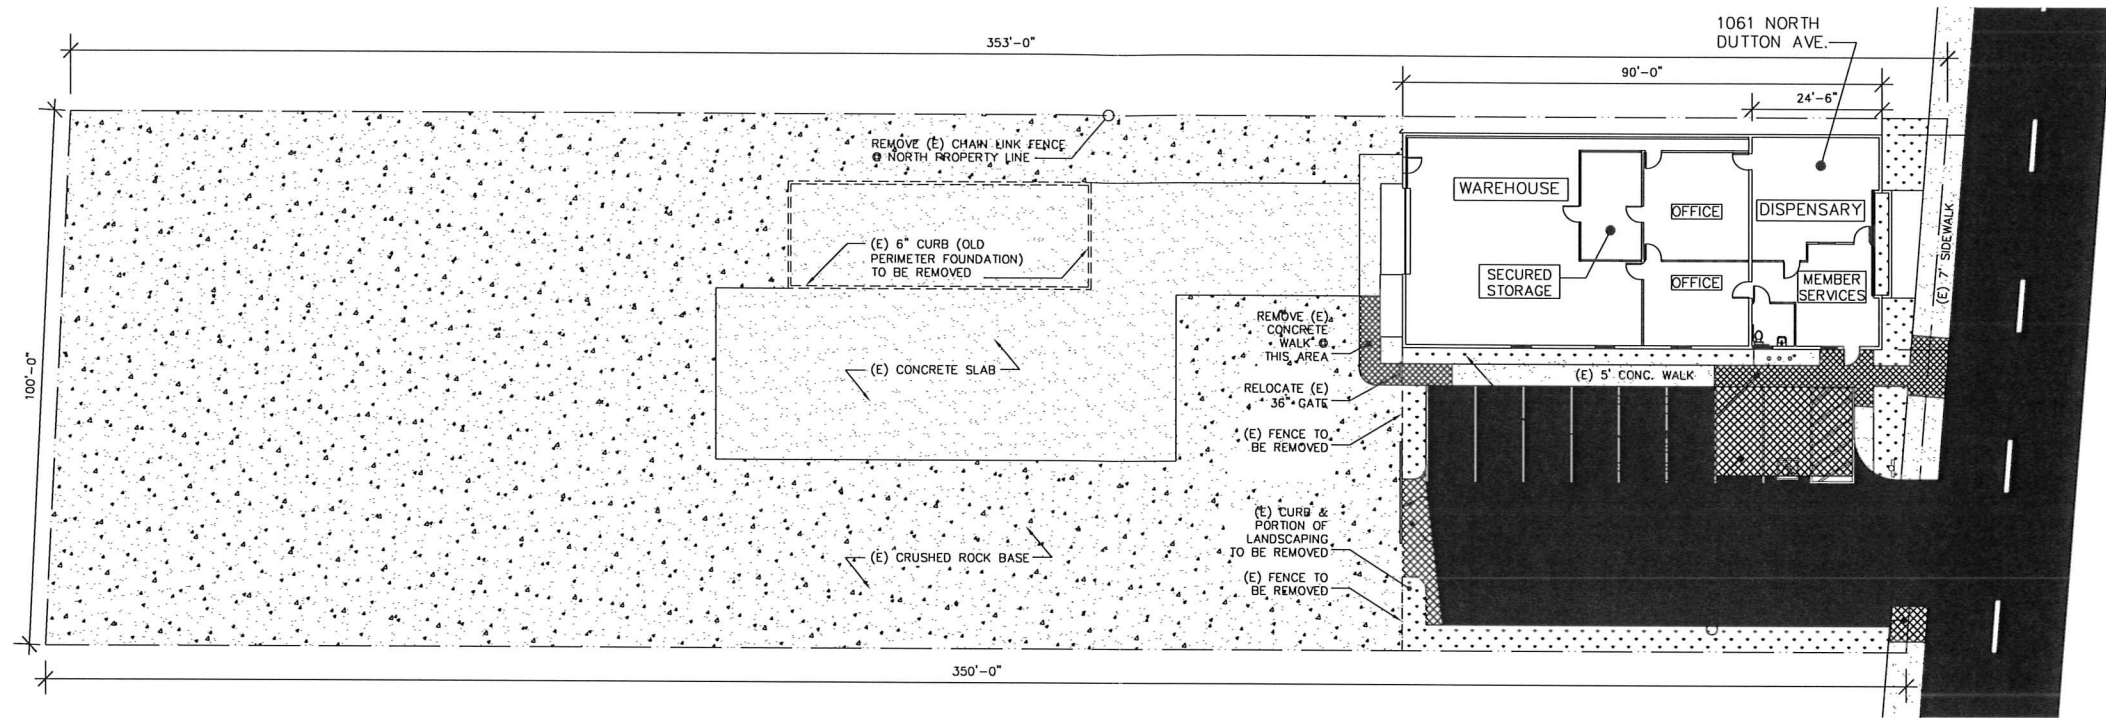 1061 NORTH
DUTTON AVE.
353'-0"
90'-0"
24'-6"
REMOVE (E) CHAIN LINK FENCE
@ NORTH PROPERTY LINE
WAREHOUSE
OFFICE
DISPENSARY
(E) 6" CURB (OLD
PERIMETER FOUNDATION)
TO BE REMOVED
SECURED
STORAGE
OFFICE
MEMBER
SERVICES
(E) 7' SIDEWALK
REMOVE (E)
CONCRETE
WALK @
THIS AREA
100'-0"
(E) CONCRETE SLAB
(E) 5' CONC. WALK
RELOCATE (E)
36" GATE
(E) FENCE TO
BE REMOVED
(E) CURB &
PORTION OF
LANDSCAPING
TO BE REMOVED
(E) CRUSHED ROCK BASE
(E) FENCE TO
BE REMOVED
350'-0"